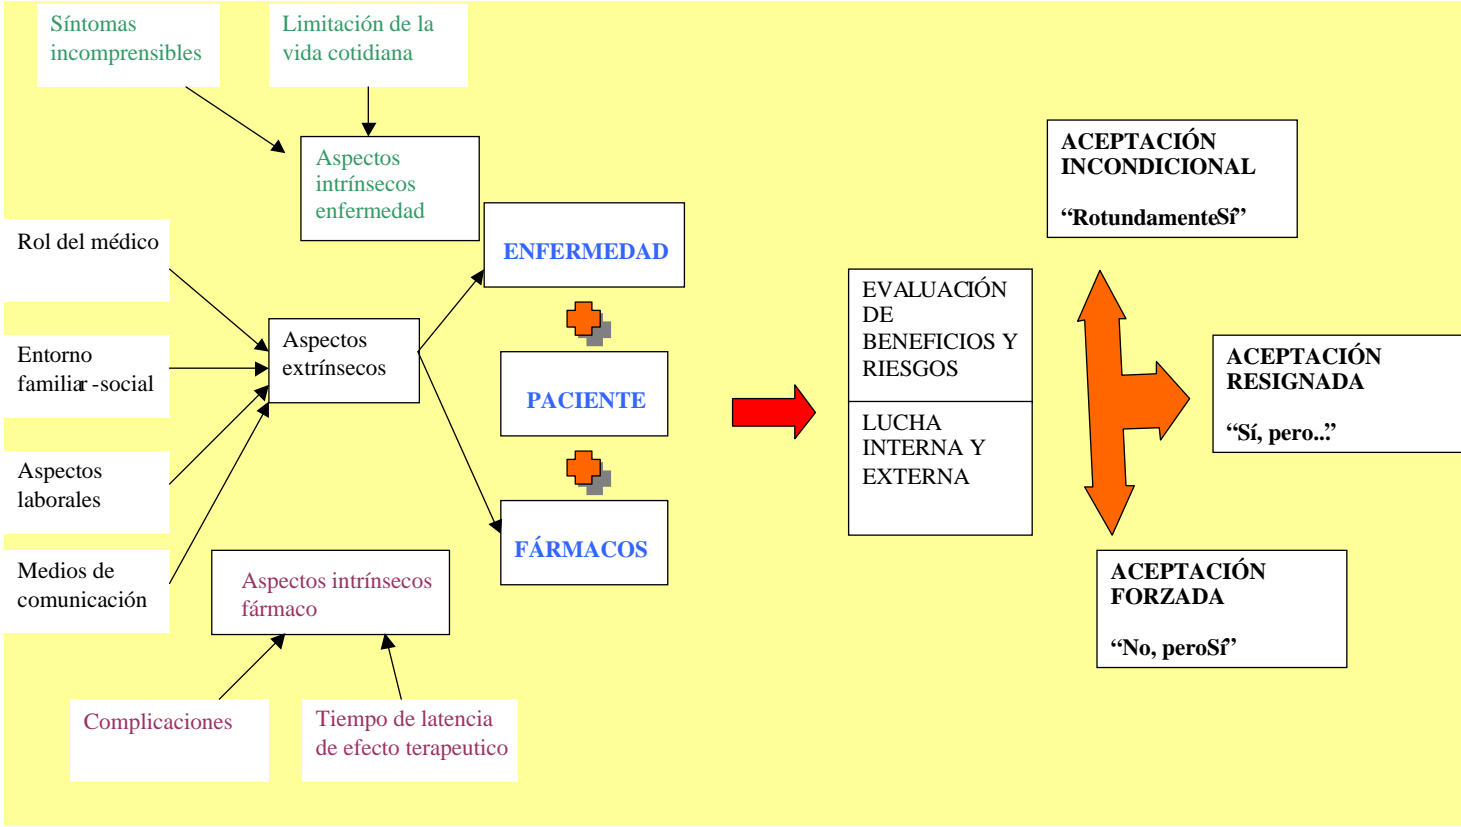 Síntomas
incomprensibles
Limitación de la
vida cotidiana
Aspectos
intrínsecos
enfermedad
Rol del médico
Entorno
familiar -social
Aspectos
laborales
Medios de
comunicación
Aspectos
extrínsecos
Aspectos intrínsecos
fármaco
Complicaciones
Tiempo de latencia
de efecto terapeutico
ENFERMEDAD
PACIENTE
FÁRMACOS
EVALUACIÓN
DE
BENEFICIOS Y
RIESGOS
LUCHA
INTERNA Y
EXTERNA
ACEPTACIÓN
INCONDICIONAL
“RotundamenteSí”
ACEPTACIÓN
RESIGNADA
“Sí, pero...”
ACEPTACIÓN
FORZADA
“No, peroSí”